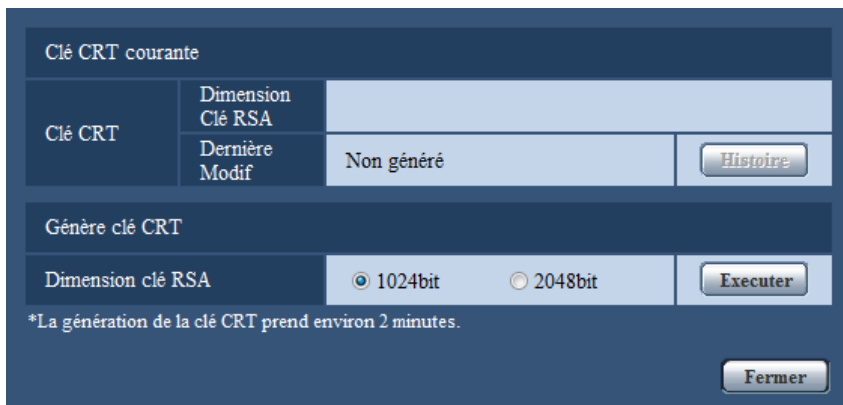 Clé CRT courante
Clé CRT
Dimension
Clé RSA
Dernière
Modif
Non généré
Histoire
Génère clé CRT
Dimension clé RSA
1024bit
2048bit
Executer
*La génération de la clé CRT prend environ 2 minutes.
Fermer